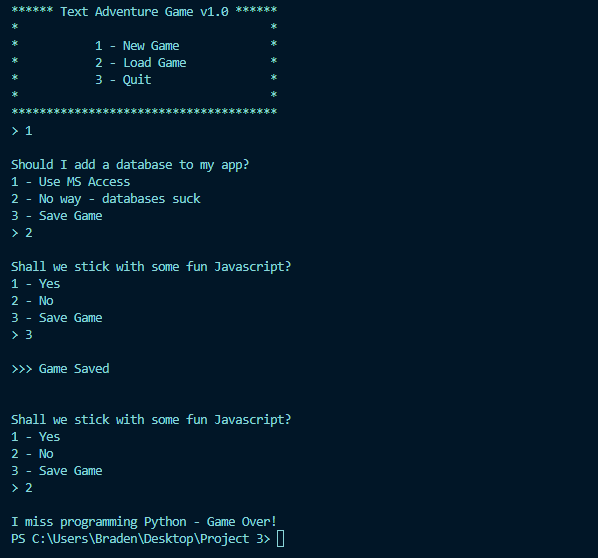 ****** Text Adventure Game v1.0 ******
*                                    *
*           1 - New Game             *
*           2 - Load Game            *
*           3 - Quit                 *
*                                    *
**************************************
> 1
Should I add a database to my app?
1 - Use MS Access
2 - No way - databases suck
3 - Save Game
> 2
Shall we stick with some fun Javascript?
1 - Yes
2 - No
3 - Save Game
> 3
>>> Game Saved
Shall we stick with some fun Javascript?
1 - Yes
2 - No
3 - Save Game
> 2
I miss programming Python - Game Over!
PS C:\Users\Braden\Desktop\Project 3>